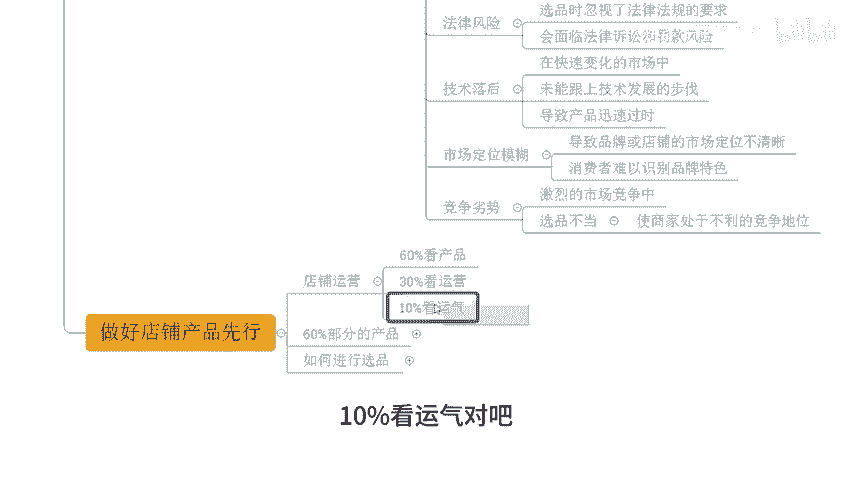 选品时忽视了法律法规的要求
法律风险
会面临法律诉讼和罚款风险
在快速变化的市场中
技术落后
未能跟上技术发展的步伐
导致产品迅速过时
导致品牌或店铺的市场定位不清晰
市场定位模糊
消费者难以识别品牌特色
激烈的市场竞争中
竞争劣势
选品不当 使商家处于不利的竞争地位
60%看产品
店铺运营
30%看运营
10%看运气
做好店铺产品先行
60%部分的产品
如何进行选品
10%看运气对吧